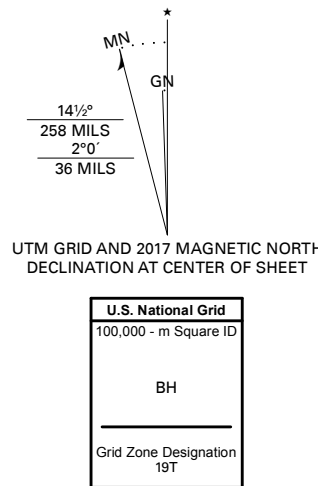 ★
MN
GN
14½°
258 MILS
2°0´
36 MILS
UTM GRID AND 2017 MAGNETIC NORTH
DECLINATION AT CENTER OF SHEET
U.S. National Grid
100,000 - m Square ID
BH
Grid Zone Designation
19T